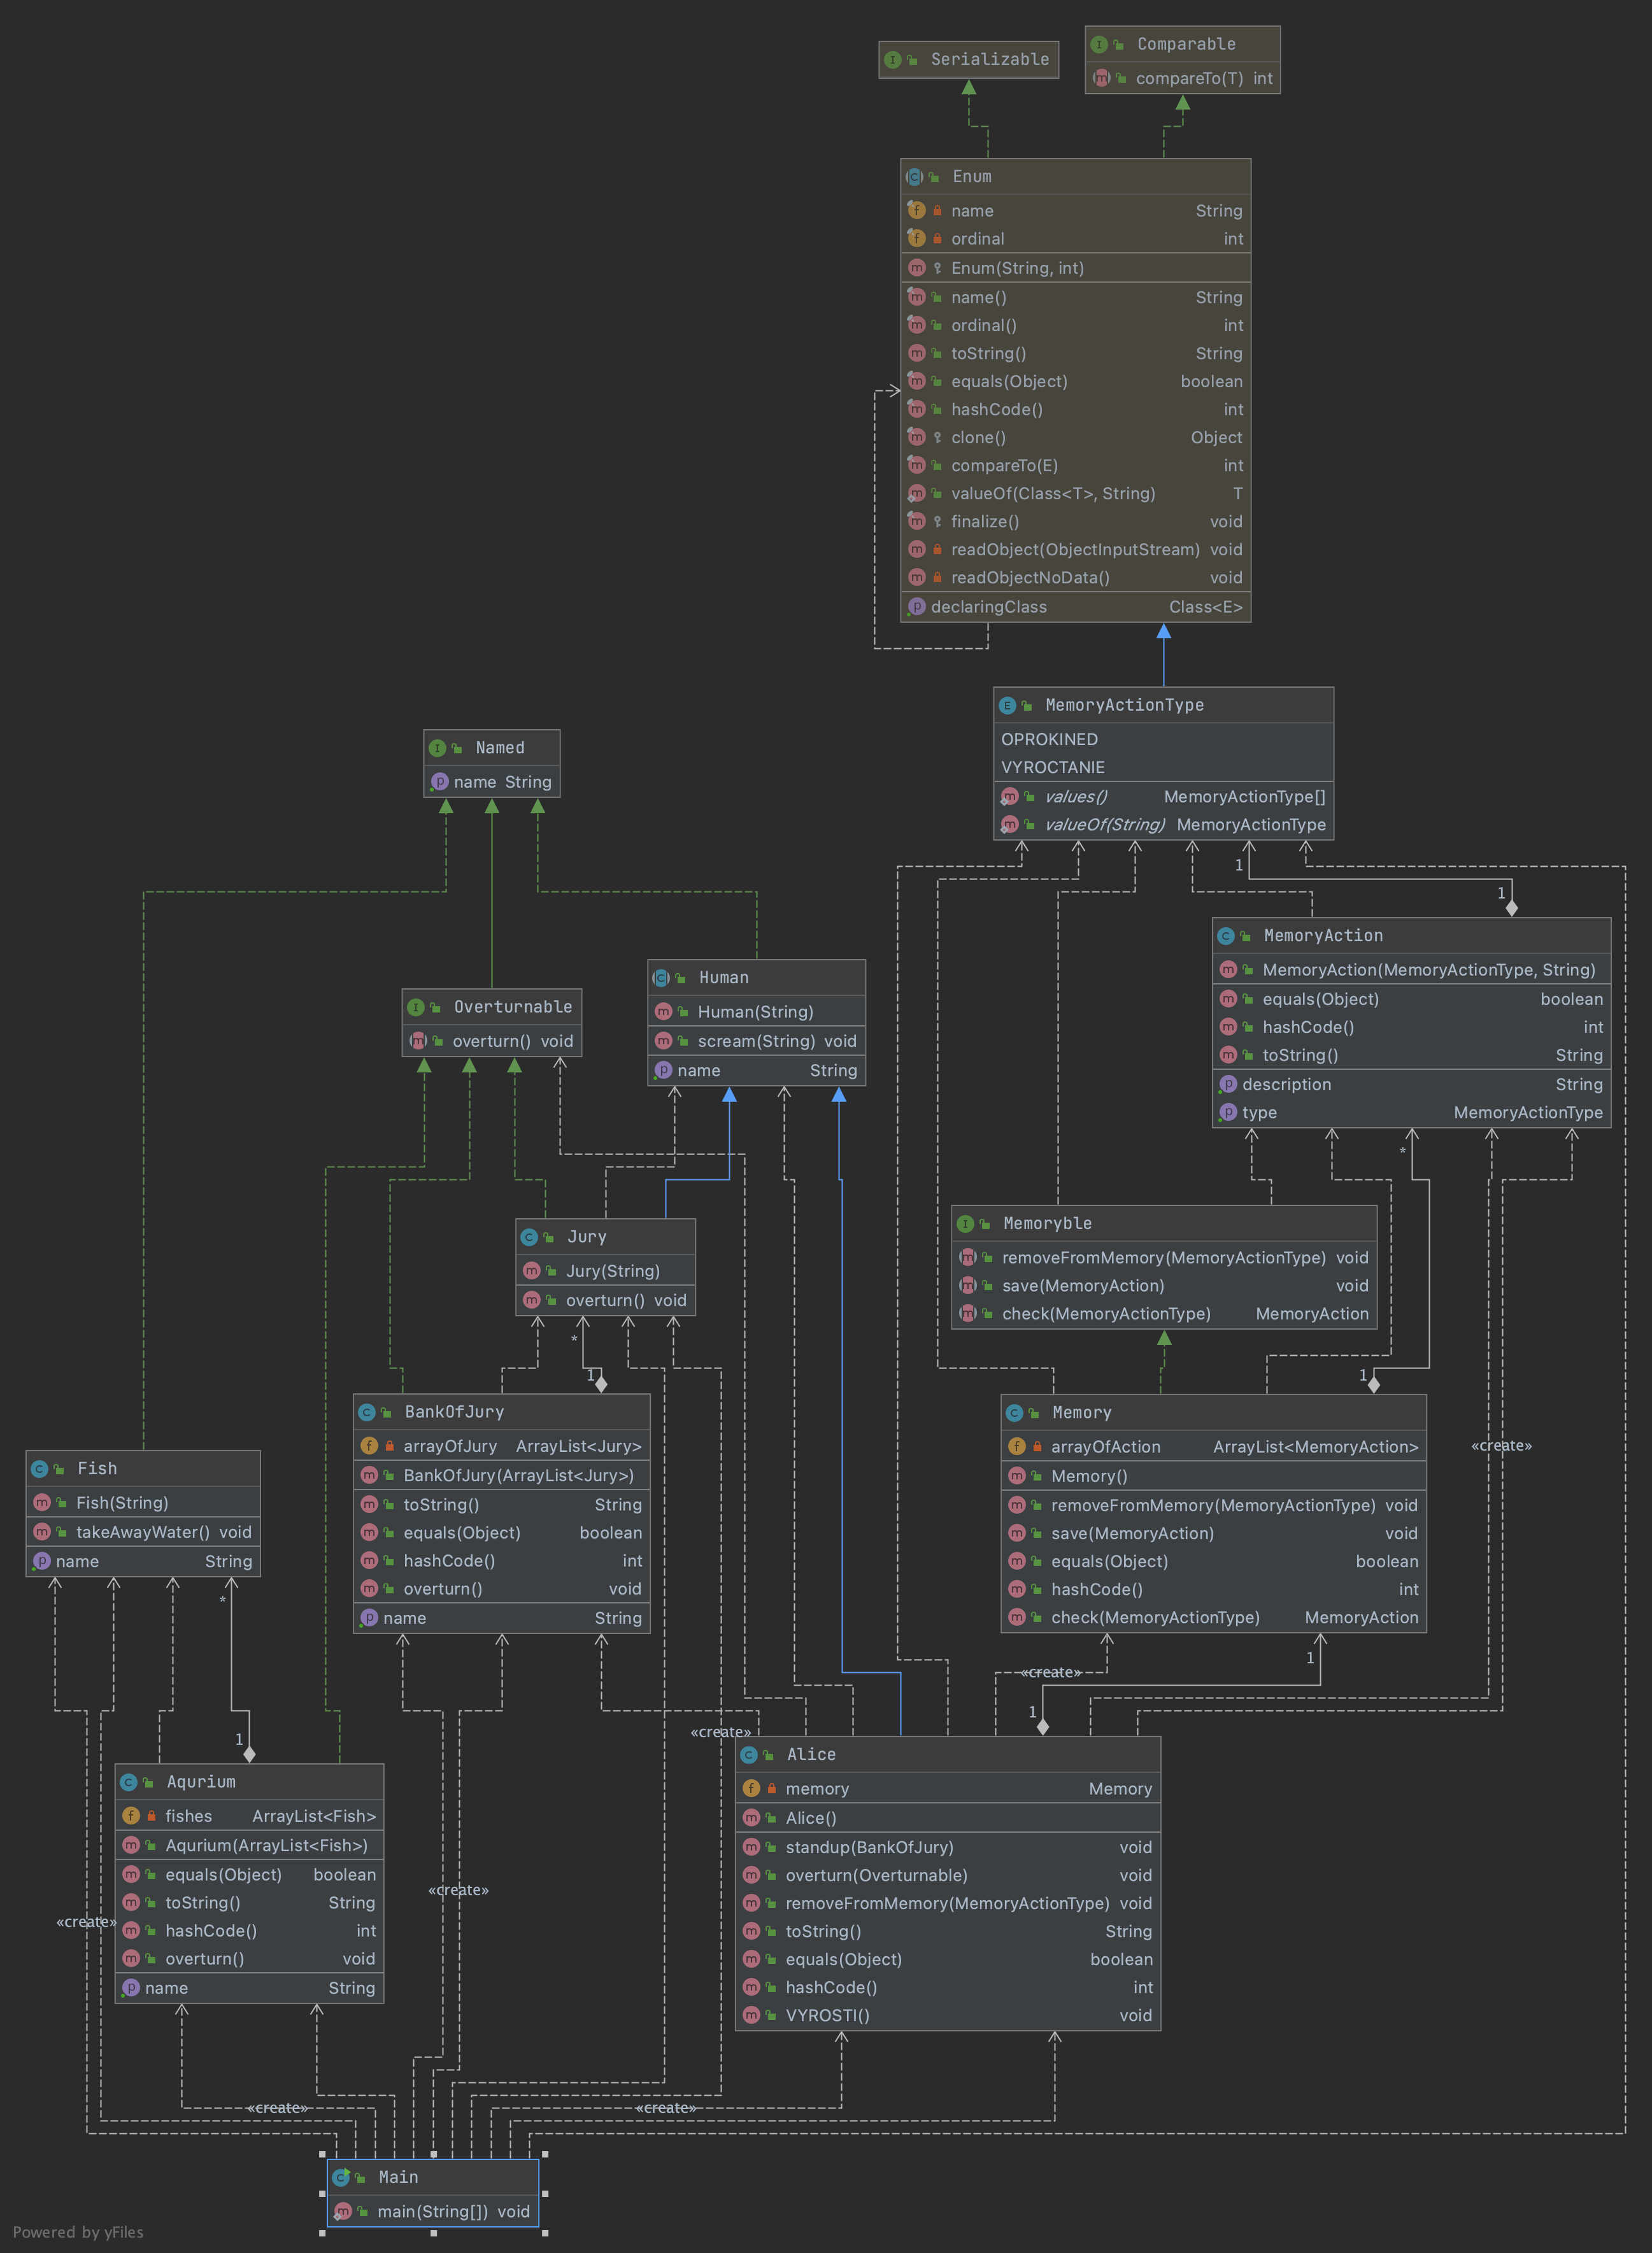 Serializable
Comparable
compareTo(T) int
Enum
name String
ordinal int
Enum(String, int)
name() String
ordinal() int
toString() String
equals(Object) boolean
hashCode() int
clone() Object
compareTo(E) int
valueOf(Class<T>, String) T
finalize() void
readObject(ObjectInputStream) void
readObjectNoData() void
declaringClass Class<E>
MemoryActionType
OPROKINED
VYROCTANIE
values() MemoryActionType[]
valueOf(String) MemoryActionType
Named
name String
1
1
MemoryAction
MemoryAction(MemoryActionType, String)
equals(Object) boolean
hashCode() int
toString() String
description String
type MemoryActionType
Human
Human(String)
scream(String) void
name String
Overturnable
overturn() void
*
Memoryble
removeFromMemory(MemoryActionType) void
save(MemoryAction) void
check(MemoryActionType) MemoryAction
Jury
Jury(String)
overturn() void
*
1
1
BankOfJury
arrayOfJury ArrayList<Jury>
BankOfJury(ArrayList<Jury>)
toString() String
equals(Object) boolean
hashCode() int
overturn() void
name String
Memory
arrayOfAction ArrayList<MemoryAction>
Memory()
removeFromMemory(MemoryActionType) void
save(MemoryAction) void
equals(Object) boolean
hashCode() int
check(MemoryActionType) MemoryAction
«create»
Fish
Fish(String)
takeAwayWater() void
name String
*
1
1
«create»
1
«create»
Alice
memory Memory
Alice()
standup(BankOfJury) void
overturn(Overturnable) void
removeFromMemory(MemoryActionType) void
toString() String
equals(Object) boolean
hashCode() int
VYROSTI() void
Aqurium
fishes ArrayList<Fish>
Aqurium(ArrayList<Fish>)
equals(Object) boolean
toString() String
hashCode() int
overturn() void
name String
«create»
«create»
«create»
«create»
Main
main(String[]) void
Powered by yFiles